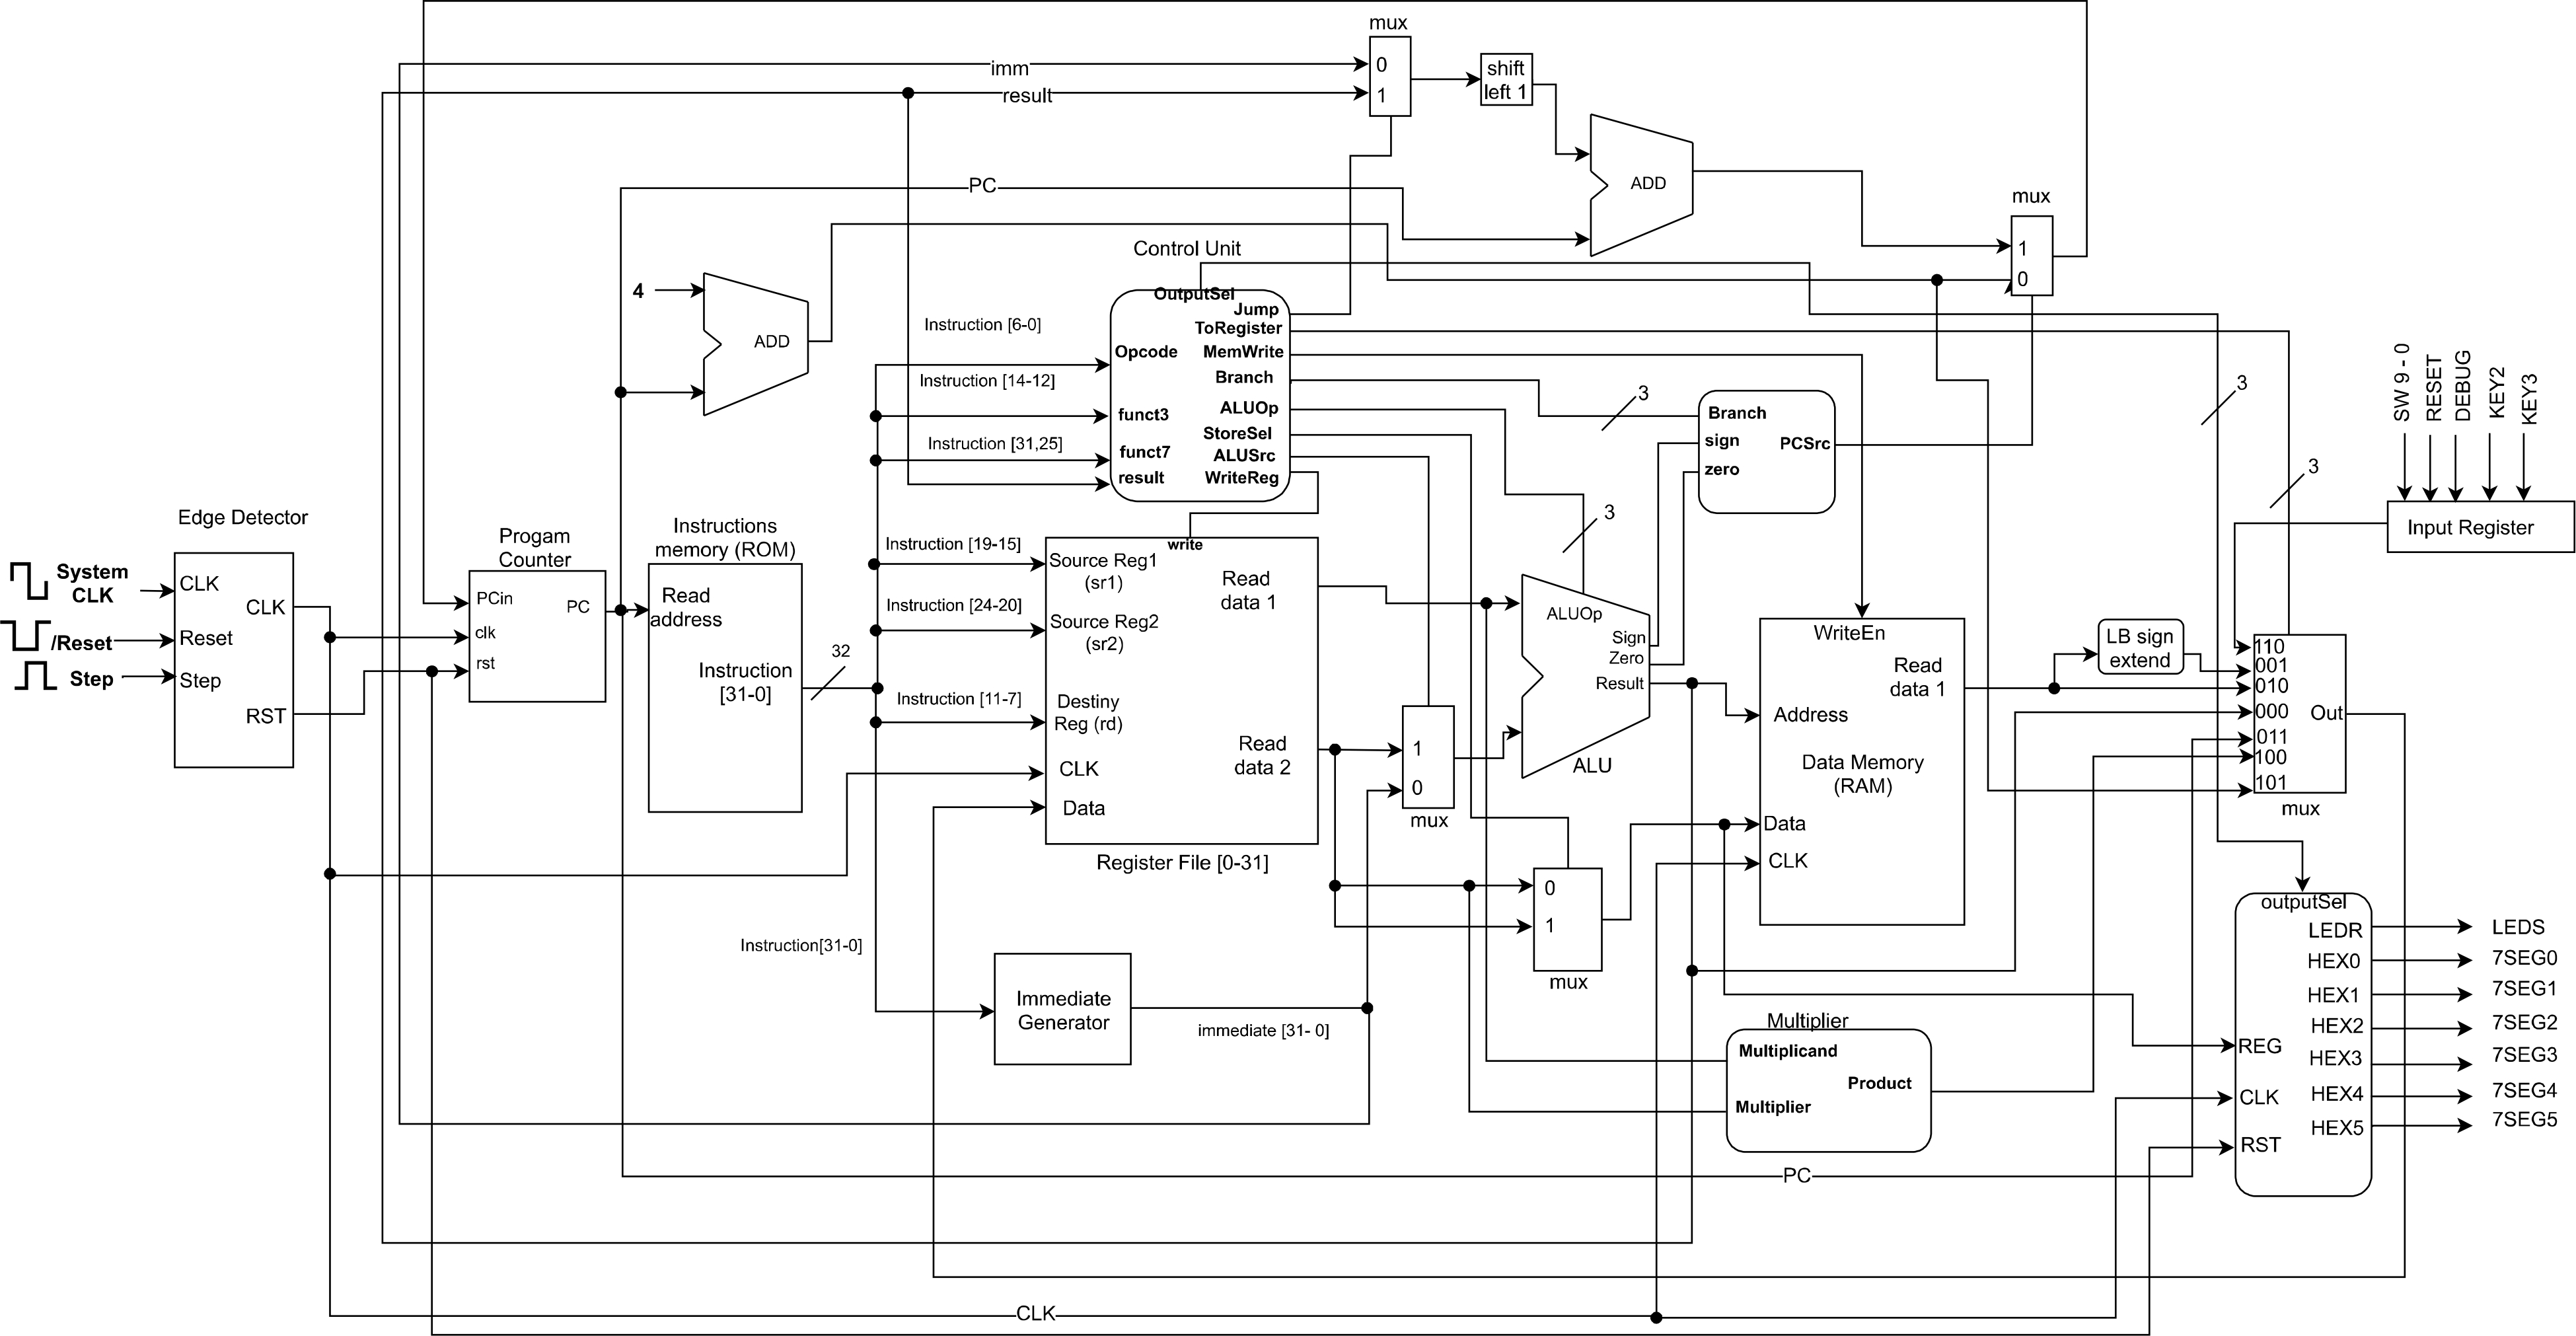 mux
0
1
imm
result
shift
left 1
ADD
PC
mux
1
0
Control Unit
4
ADD
OutputSel
Jump
ToRegister
MemWrite
Branch
ALUOp
StoreSel
ALUSrc
WriteReg
Opcode
funct3
funct7
result
Instruction [6-0]
Instruction [14-12]
Instruction [31,25]
3
Branch
sign
zero
PCSrc
3
3
3
SW 9 - 0
RESET
DEBUG
KEY2
KEY3
Input Register
Edge Detector
System
CLK
/Reset
Step
CLK
Reset
Step
CLK
RST
Progam
Counter
PCin
clk
rst
PC
Instructions
memory (ROM)
Read
address
Instruction
[31-0]
32
Instruction [19-15]
Instruction [24-20]
Instruction [11-7]
write
Source Reg1
(sr1)
Source Reg2
(sr2)
Destiny
Reg (rd)
CLK
Data
Read
data 1
Read
data 2
Register File [0-31]
1
0
mux
ALUOp
Sign
Zero
Result
ALU
WriteEn
Read
data 1
Address
Data Memory
(RAM)
Data
CLK
LB sign
extend
110
001
010
000
011
100
101
Out
mux
0
1
mux
Instruction[31-0]
Immediate
Generator
immediate [31- 0]
Multiplier
Multiplicand
Product
Multiplier
outputSel
LEDR
HEX0
HEX1
HEX2
HEX3
HEX4
HEX5
REG
CLK
RST
LEDS
7SEG0
7SEG1
7SEG2
7SEG3
7SEG4
7SEG5
PC
CLK